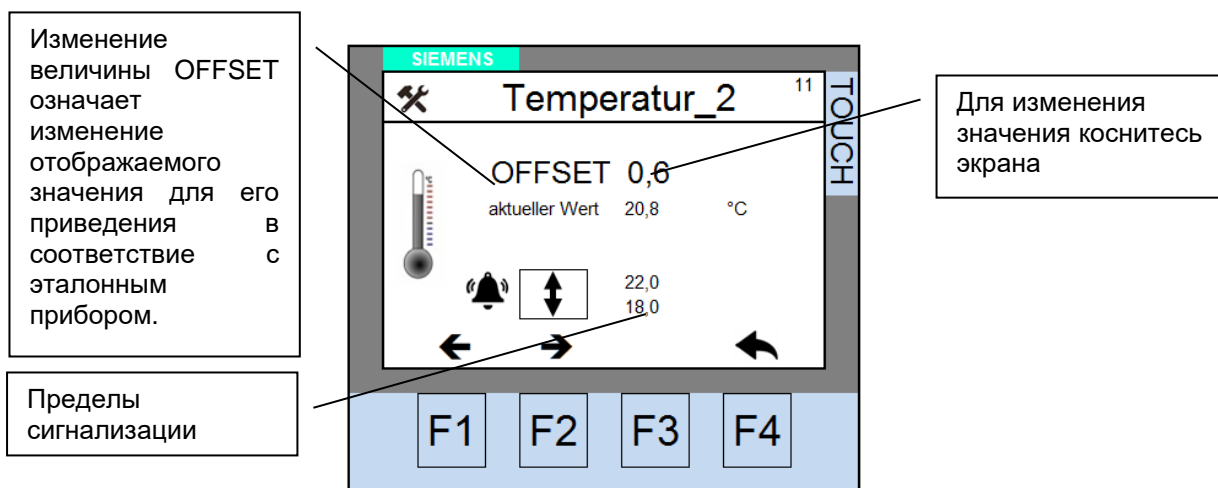 Изменение
величины OFFSET
означает
изменение
отображаемого
значения для его
приведения в
соответствие с
эталонным
прибором.
Пределы
сигнализации
SIEMENS
Temperatur_2
11
TOUCH
OFFSET 0,6
aktueller Wert 20,8 °C
22,0
18,0
F1 F2 F3 F4
Для изменения
значения коснитесь
экрана